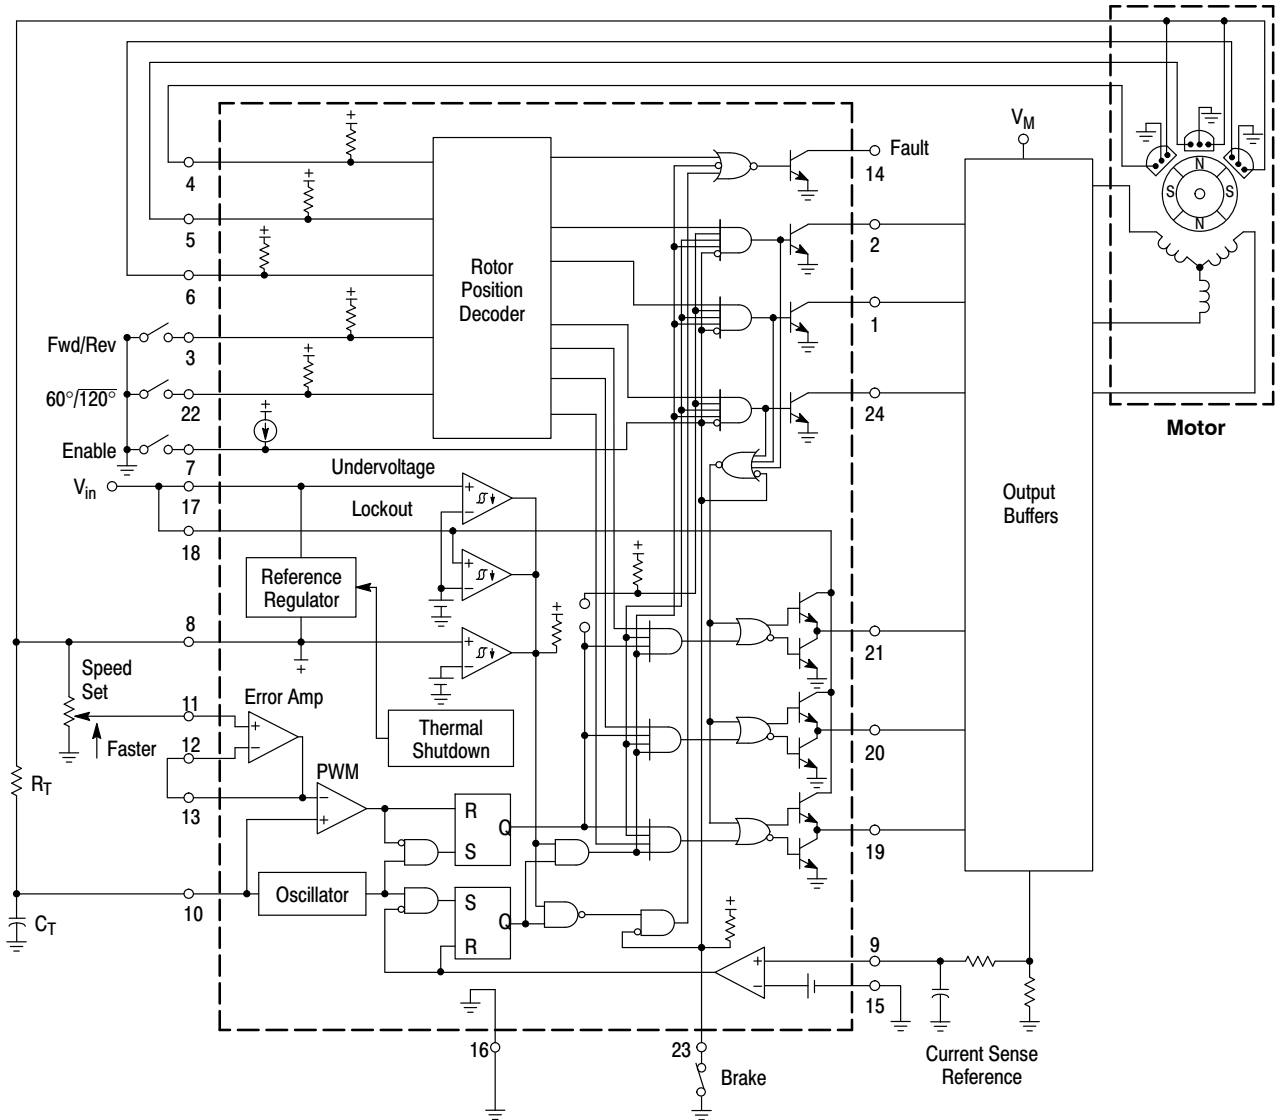 V_M
Fault
14
4
N
S
S
N
2
5
Rotor
Position
Decoder
6
1
Fwd/Rev
3
60°/120°
22
24
Motor
Enable
7
Undervoltage
Lockout
V_in
17
18
Output
Buffers
Reference
Regulator
8
21
Speed
Set
11
Error Amp
Thermal
Shutdown
Faster
12
20
PWM
R_T
13
R
Q
S
19
Oscillator
10
C_T
S
Q
R
9
15
16
23
Brake
Current Sense
Reference